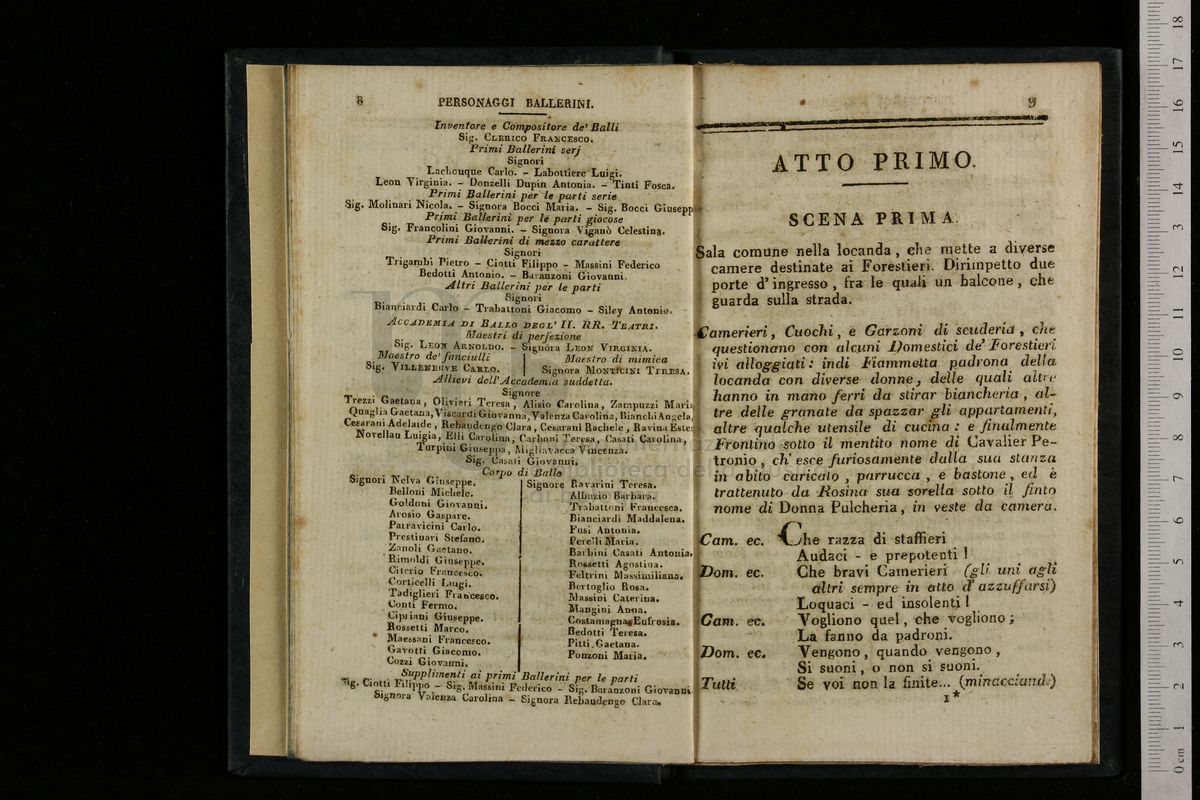 8
PERSONAGGI BALLERINI.
Inventore e Compositore de' Balli
Sig. CLERICO FRANCESCO.
Primi Ballerini serj
Signori
Lachouque Carlo. - Labottiere Luigi.
Leon Virginia. - Donzelli Dupin Antonia. - Tinti Fosca.
Primi Ballerini per le parti serie
Sig. Molinari Nicola. - Signora Bocci Maria. - Sig. Bocci Giusepp
Primi Ballerini per le parti giocose
Sig. Francolini Giovanni. - Signora Viganò Celestina.
Primi Ballerini di mezzo carattere
Signori
Trigambi Pietro - Ciotti Filippo - Massini Federico
Bedotti Antonio. - Baranzoni Giovanni.
Altri Ballerini per le parti
Signori
Bianciardi Carlo - Trabattoni Giacomo - Siley Antonio.
ACCADEMIA DI BALLO DEGL' II. RR. TEATRI.
Maestri di perfezione
Sig. LEON ARNOLDO. - Signora LEON VIRGINIA.
Maestro de' fanciulli
Sig. VILLENEUVE CARLO.
Maestro di mimica
Signora MONTICINI TERESA.
Allievi dell'Accademia suddetta.
Signore
Trezzi Gaetana, Olivieri Teresa, Alisio Carolina, Zampuzzi Maria
Quaglia Gaetana, Viscardi Giovanna, Valenza Carolina, Bianchi Angela,
Cesarani Adelaide, Rebaudengo Clara, Cesarani Rachele, Ravina Ester
Novellau Luigia, Elli Carolina, Carboni Teresa, Casati Carolina,
Turpini Giuseppa, Migliavacca Vincenza.
Sig. Casati Giovanni.
Corpo di Ballo
Signori Nelva Giuseppe.
Belloni Michele.
Goldoni Giovanni.
Arosio Gaspare.
Parravicini Carlo.
Prestinari Stefano.
Zanoli Gaetano.
Rimoldi Giuseppe.
Citerio Francesco.
Corticelli Luigi.
Tadiglieri Francesco.
Conti Fermo.
Cipriani Giuseppe.
Rossetti Marco.
Maessani Francesco.
Gavotti Giacomo.
Cozzi Giovanni.
Signore Ravarini Teresa.
Albuzio Barbara.
Trabattoni Francesca.
Bianciardi Maddalena.
Fusi Antonia.
Perelli Maria.
Barbini Casati Antonia.
Rossetti Agostina.
Feltrini Massimiliana.
Bertoglio Rosa.
Massini Caterina.
Mangini Anna.
Costamagna Eufrosia.
Bedotti Teresa.
Pitti Gaetana.
Ponzoni Maria.
Supplimenti ai primi Ballerini per le parti
Sig. Ciotti Filippo - Sig. Massini Federico - Sig. Baranzoni Giovanni
Signora Valenza Carolina - Signora Rebaudengo Clara.
9
ATTO PRIMO.
SCENA PRIMA.
Sala comune nella locanda, che mette a diverse
camere destinate ai Forestieri. Dirimpetto due
porte d'ingresso, fra le quali un balcone, che
guarda sulla strada.
Camerieri, Cuochi, e Garzoni di scuderia, che
questionano con alcuni Domestici de' Forestieri
ivi alloggiati: indi Fiammetta padrona della
locanda con diverse donne, delle quali altre
hanno in mano ferri da stirar biancheria, al-
tre delle granate da spazzar gli appartamenti,
altre qualche utensile di cucina: e finalmente
Frontino sotto il mentito nome di Cavalier Pe-
tronio, ch' esce furiosamente dalla sua stanza
in abito caricato, parrucca, e bastone, ed è
trattenuto da Rosina sua sorella sotto il finto
nome di Donna Pulcheria, in veste da camera.
Cam. ec. Che razza di staffieri
Audaci - e prepotenti!
Dom. ec. Che bravi Camerieri (gli uni agli
altri sempre in atto d'azzuffarsi)
Loquaci - ed insolenti!
Cam. ec. Vogliono quel, che vogliono;
La fanno da padroni.
Dom. ec. Vengono, quando vengono,
Si suoni, o non si suoni.
Tutti Se voi non la finite... (minacciand.)
1*
0 cm 1 2 3 4 5 6 7 8 9 10 11 12 13 14 15 16 17 18